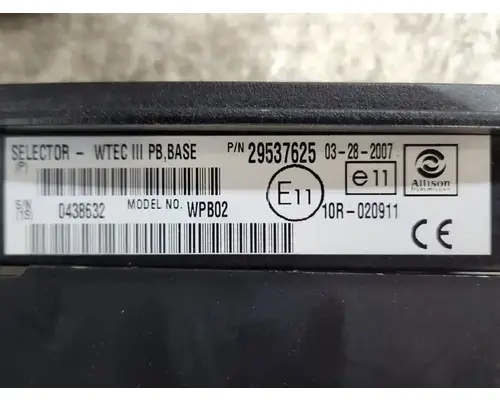 SELECTOR - WTEC III PB,BASE P/N 29537625 03-28-2007
(P)
E11 e11 Allison Transmission
S/N 0438632 MODEL NO. WPB02 10R-020911
(1S)
CE